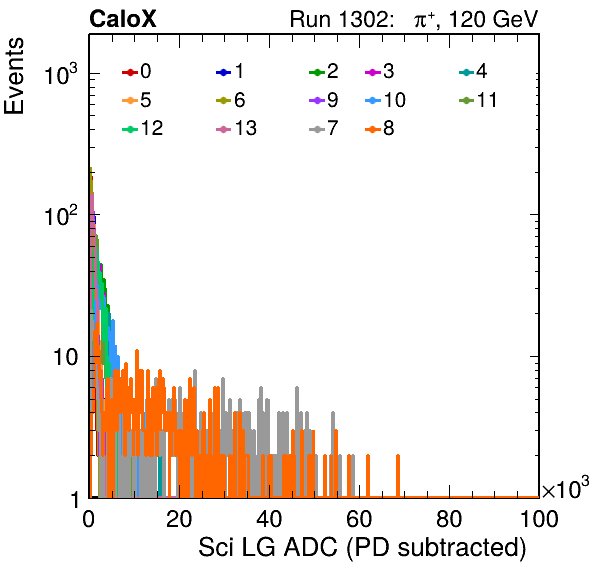 CaloX Run 1302: π⁺, 120 GeV
Events
10³
0 1 2 3 4
5 6 9 10 11
12 13 7 8
10²
10
1
0 20 40 60 80 100
×10³
Sci LG ADC (PD subtracted)